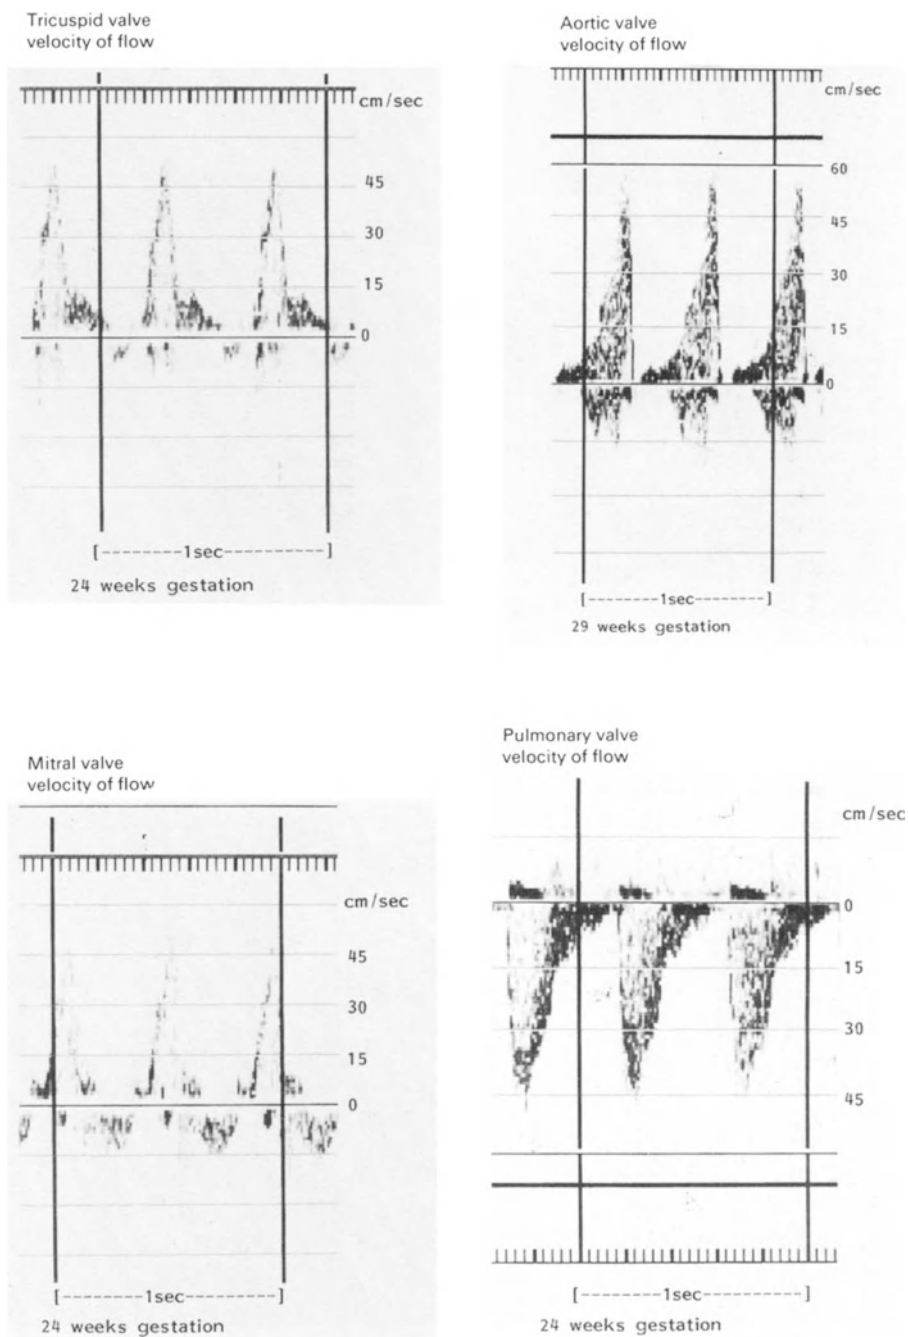 Tricuspid valve
velocity of flow
cm/sec
45
30
15
0
[--------1sec-----------]
24 weeks gestation
Aortic valve
velocity of flow
cm/sec
60
45
30
15
0
[--------1sec--------]
29 weeks gestation
Mitral valve
velocity of flow
cm/sec
45
30
15
0
[---------1sec-----------]
24 weeks gestation
Pulmonary valve
velocity of flow
cm/sec
0
15
30
45
[---------1sec-----------]
24 weeks gestation